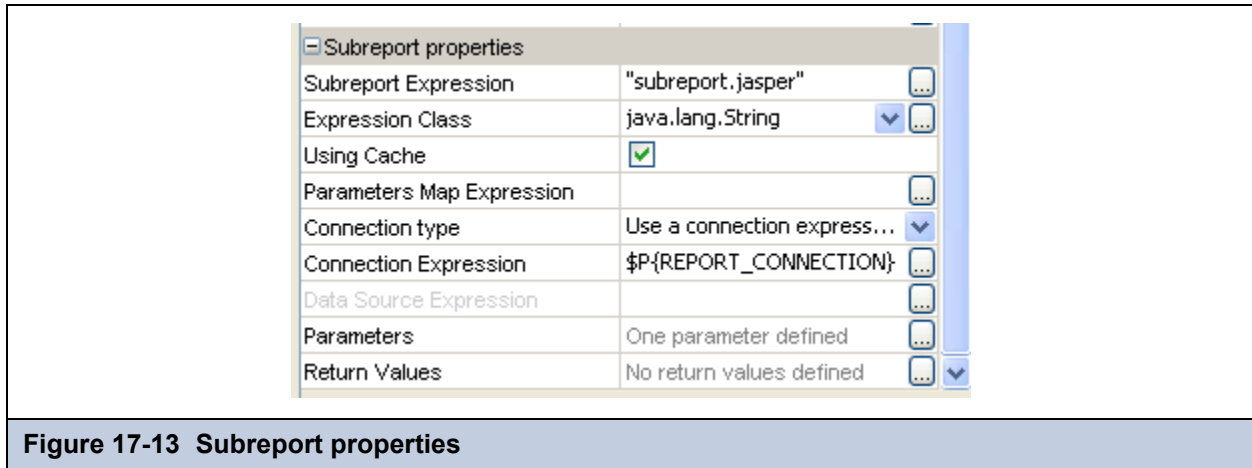 Subreport properties
Subreport Expression "subreport.jasper" ...
Expression Class java.lang.String ...
Using Cache
Parameters Map Expression ...
Connection type Use a connection express...
Connection Expression $P{REPORT_CONNECTION} ...
Data Source Expression ...
Parameters One parameter defined ...
Return Values No return values defined ...
Figure 17-13 Subreport properties